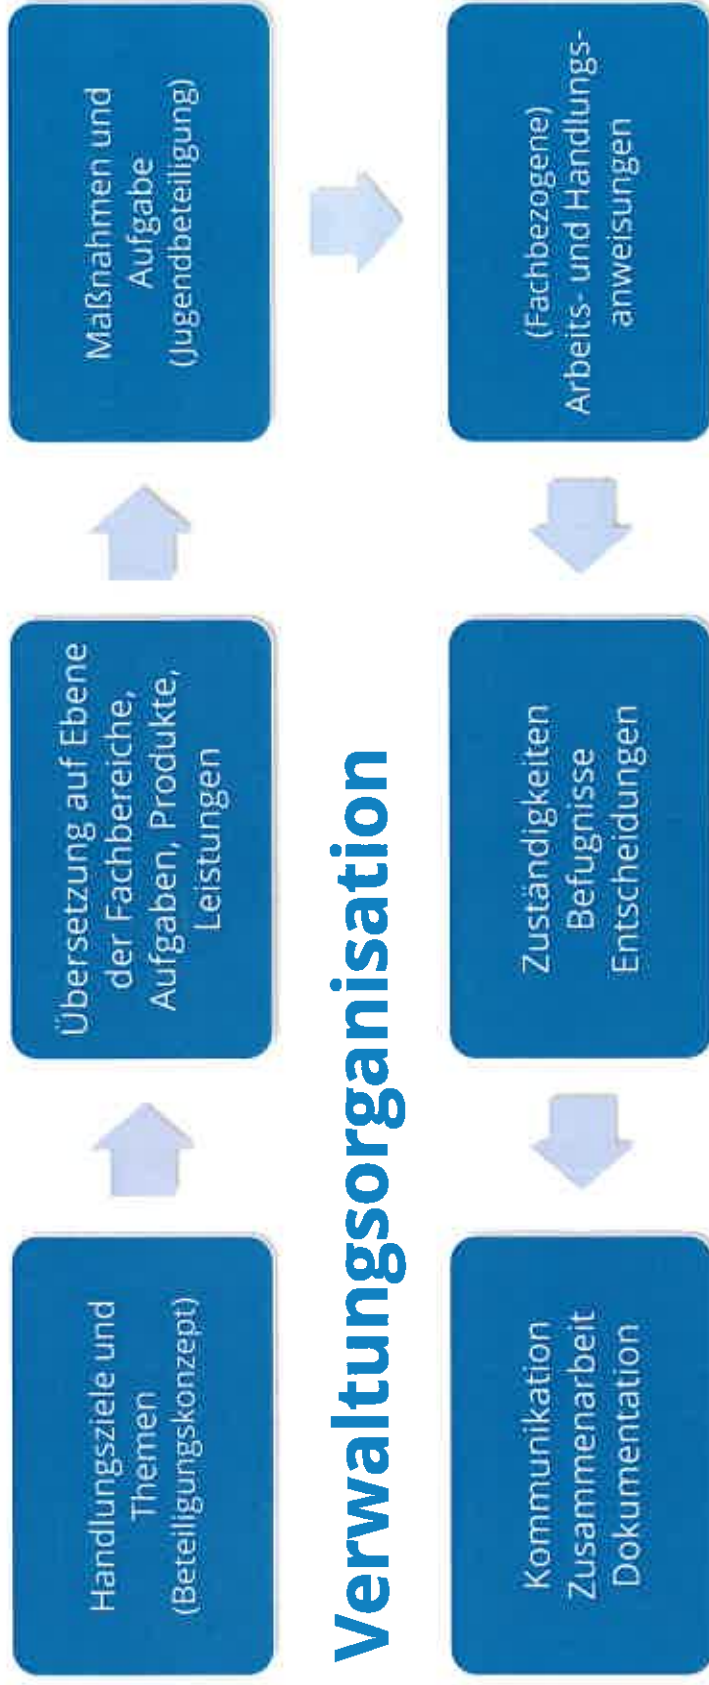 Handlungsziele und
Themen
(Beteiligungskonzept)
Übersetzung auf Ebene
der Fachbereiche,
Aufgaben, Produkte,
Leistungen
Maßnahmen und
Aufgabe
(Jugendbeteiligung)
Verwaltungsorganisation
(Fachbezogene)
Arbeits- und Handlungs-
anweisungen
Zuständigkeiten
Befugnisse
Entscheidungen
Kommunikation
Zusammenarbeit
Dokumentation